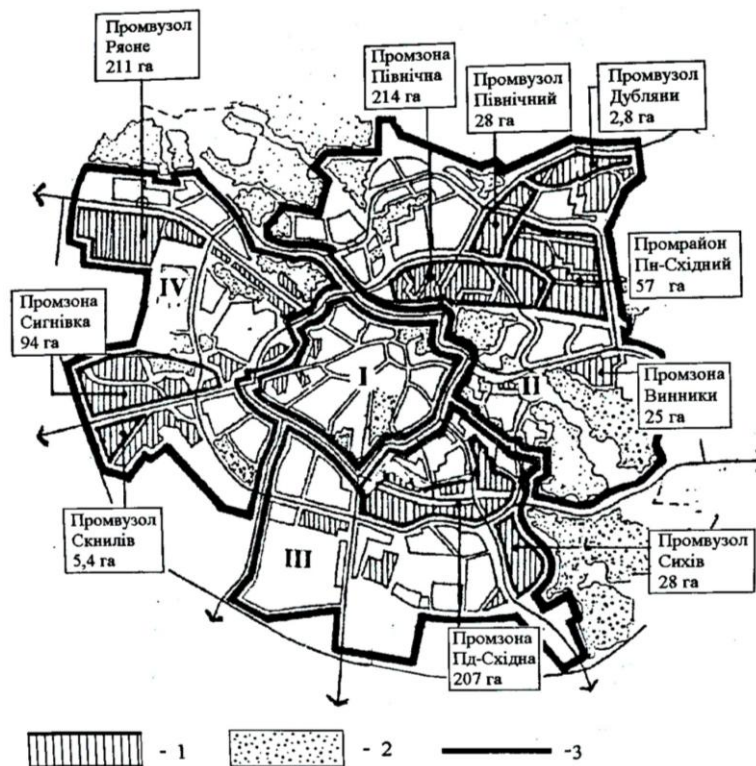 Промвузол
Рясне
211 га
Промзона
Північна
214 га
Промвузол
Північний
28 га
Промвузол
Дубляни
2,8 га
Промрайон
Пн-Східний
57 га
IV
Промзона
Сигнівка
94 га
I
II
Промзона
Винники
25 га
Промвузол
Скнилів
5,4 га
III
Промвузол
Сихів
28 га
Промзона
Пд-Східна
207 га
- 1
- 2
-3